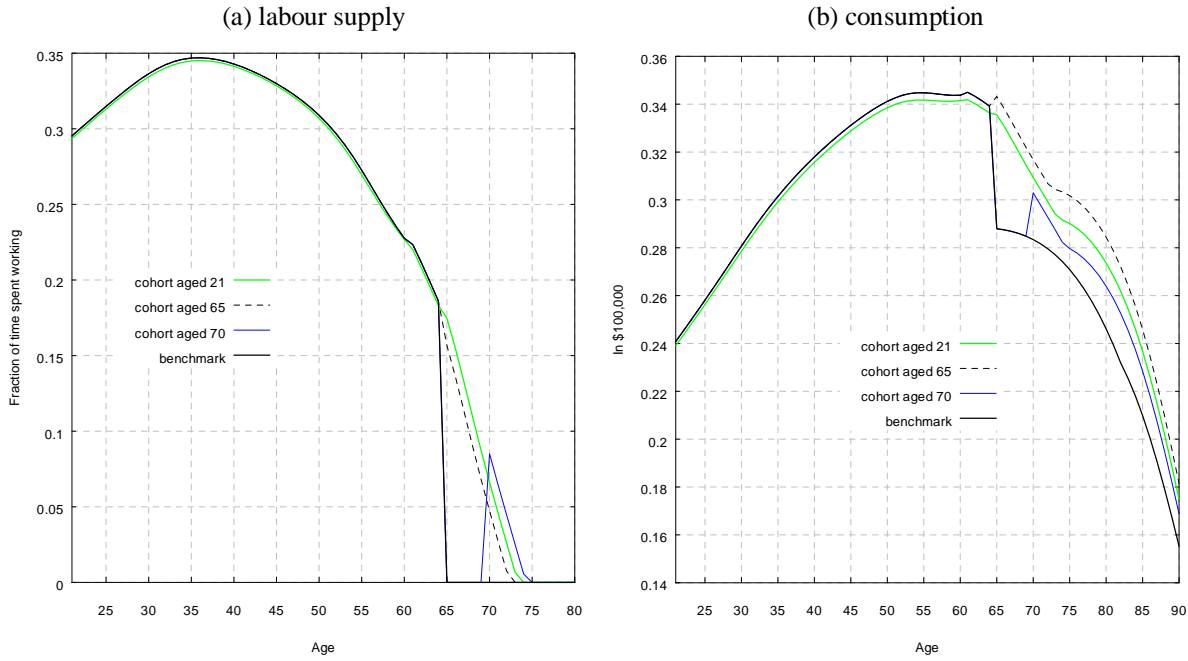 (a) labour supply
0.35
0.3
0.25
0.2
0.15
0.1
0.05
0
Fraction of time spent working
cohort aged 21
cohort aged 65
cohort aged 70
benchmark
25 30 35 40 45 50 55 60 65 70 75 80
Age
(b) consumption
0.36
0.34
0.32
0.3
0.28
0.26
0.24
0.22
0.2
0.18
0.16
0.14
In $100,000
cohort aged 21
cohort aged 65
cohort aged 70
benchmark
25 30 35 40 45 50 55 60 65 70 75 80 85 90
Age